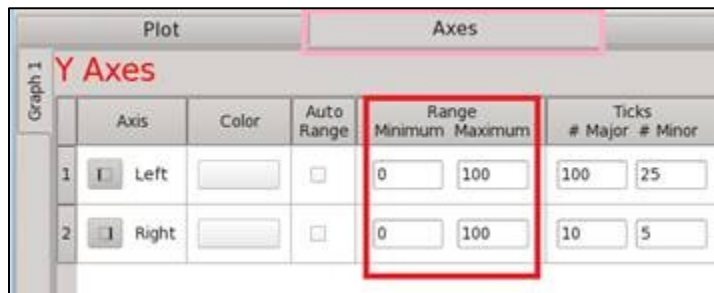 Plot Axes
Graph 1
Y Axes
Axis Color Auto Range Range Minimum Maximum Ticks # Major # Minor
1 Left 0 100 100 25
2 Right 0 100 10 5